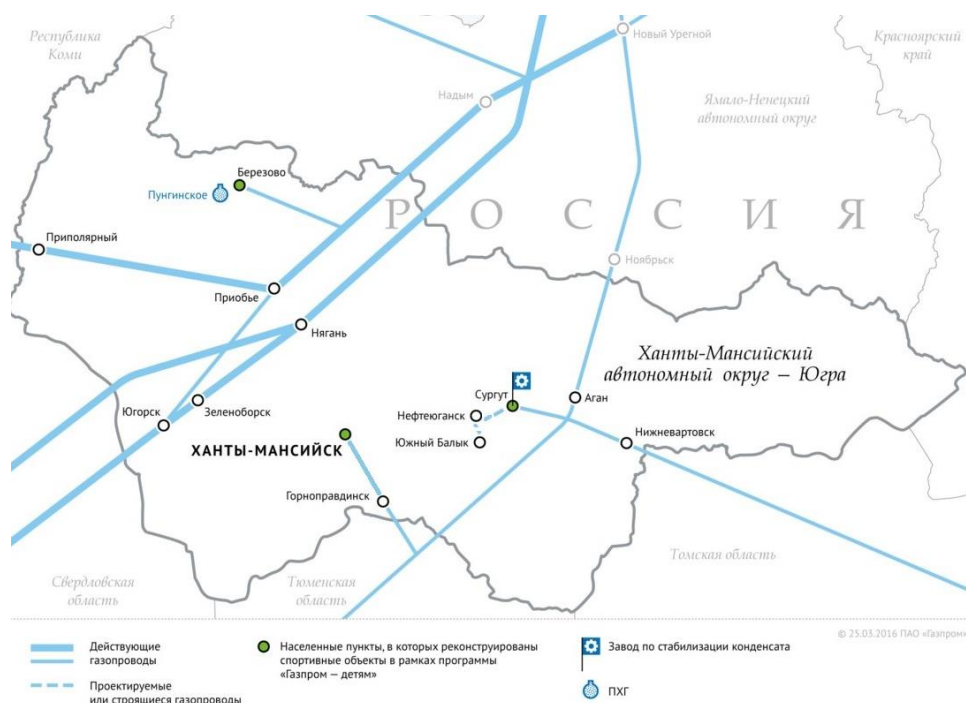 Республика
Коми
Новый Уренгой
Красноярский
край
Надым
Ямало-Ненецкий
автономный округ
Березово
Пунгинское
РОССИЯ
Приполярный
Ноябрьск
Приобье
Нягань
Ханты-Мансийский
автономный округ – Югра
Сургут
Аган
Зеленоборск
Югорск
Нефтеюганск
Нижневартовск
Южный Балык
ХАНТЫ-МАНСИЙСК
Горноправдинск
Томская область
Свердловская
область
Тюменская
область
© 25.03.2016 ПАО «Газпром»
Действующие
газопроводы
Проектируемые
или строящиеся газопроводы
Населенные пункты, в которых реконструированы
спортивные объекты в рамках программы
«Газпром — детям»
Завод по стабилизации конденсата
ПХГ